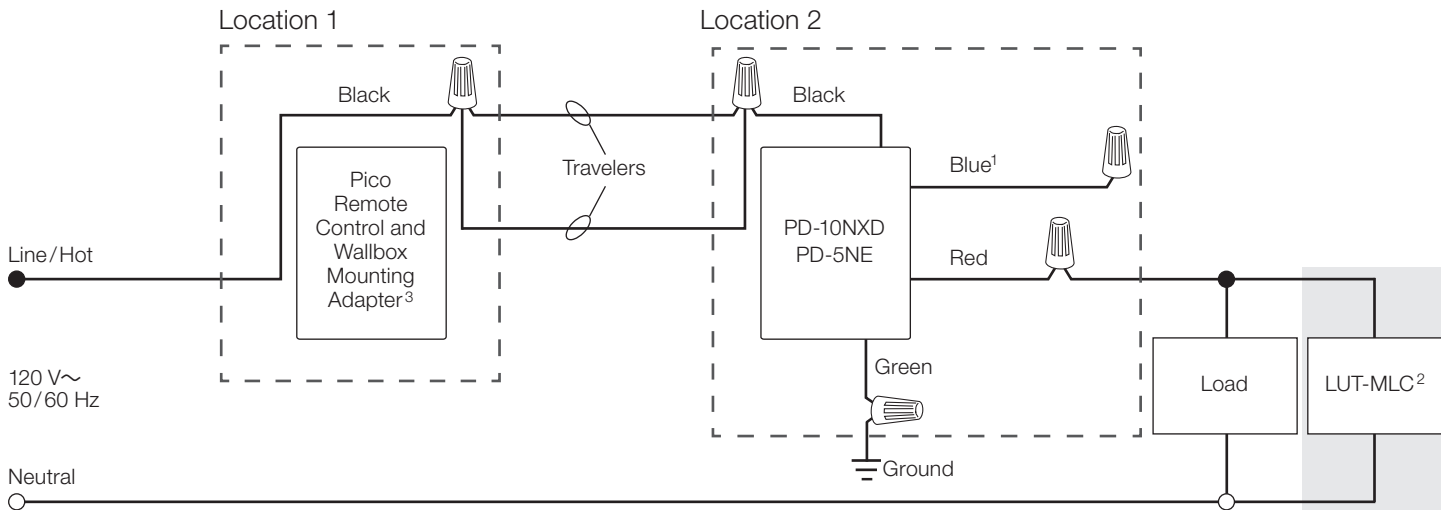 Location 1
Location 2
Black
Black
Travelers
Pico
Remote
Control and
Wallbox
Mounting
Adapter³
Blue¹
PD-10NXD
PD-5NE
Red
Line/Hot
120 V~
50/60 Hz
Green
Load
LUT-MLC²
Ground
Neutral